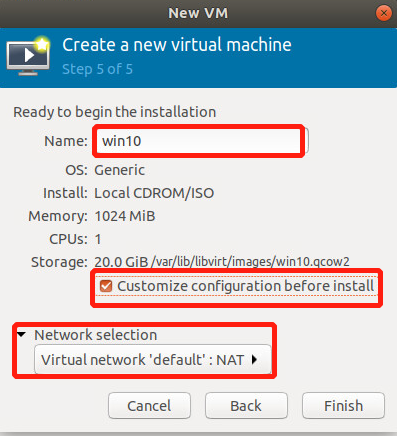 New VM
Create a new virtual machine
Step 5 of 5
Ready to begin the installation
Name: win10
OS: Generic
Install: Local CDROM/ISO
Memory: 1024 MiB
CPUs: 1
Storage: 20.0 GiB /var/lib/libvirt/images/win10.qcow2
Customize configuration before install
Network selection
Virtual network 'default' : NAT
Cancel Back Finish